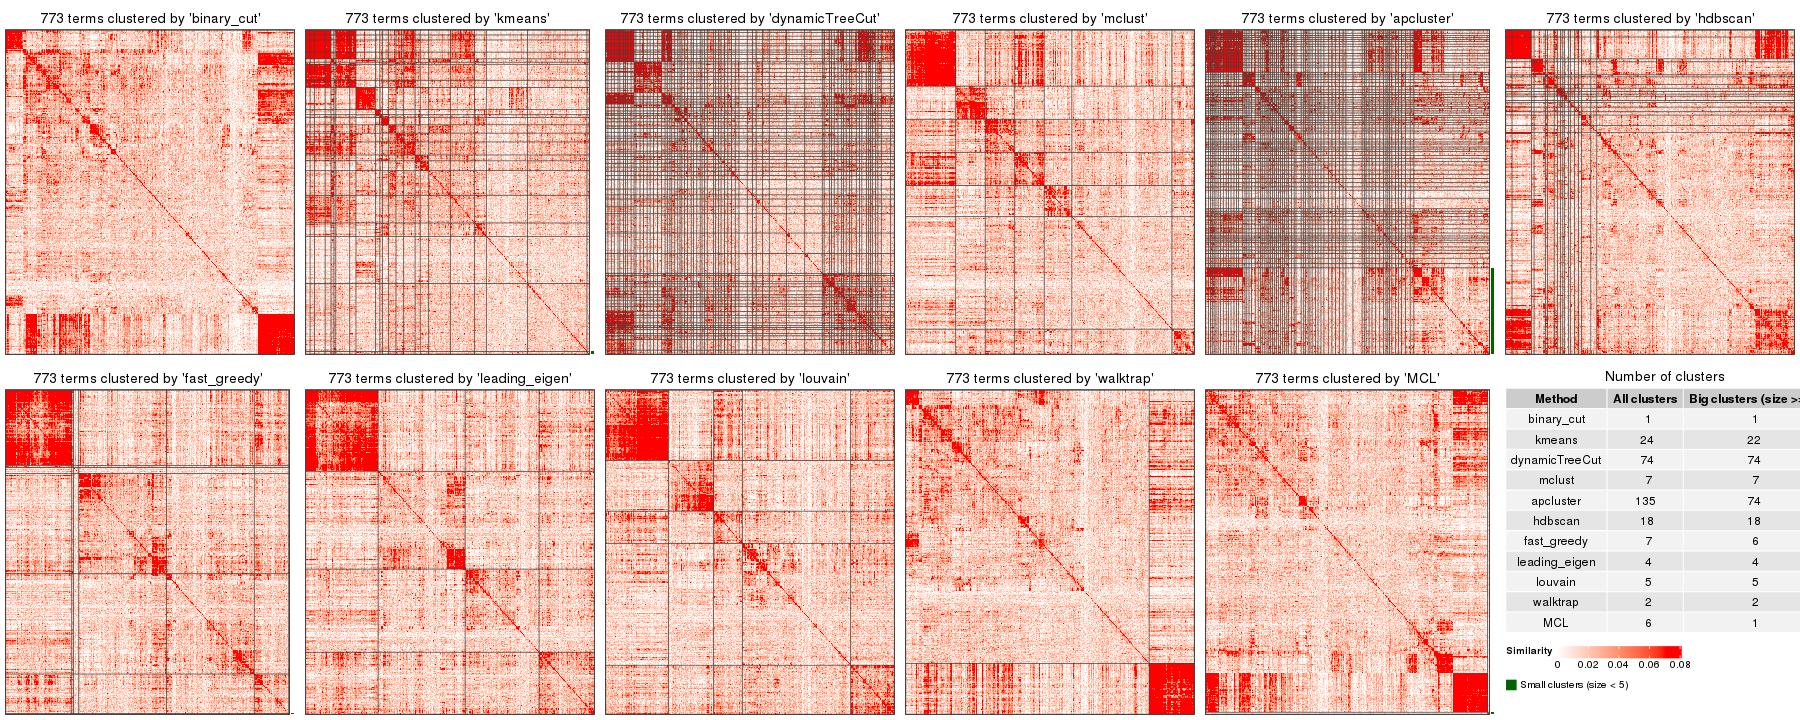 773 terms clustered by 'binary_cut'
773 terms clustered by 'kmeans'
773 terms clustered by 'dynamicTreeCut'
773 terms clustered by 'mclust'
773 terms clustered by 'apcluster'
773 terms clustered by 'hdbscan'
773 terms clustered by 'fast_greedy'
773 terms clustered by 'leading_eigen'
773 terms clustered by 'louvain'
773 terms clustered by 'walktrap'
773 terms clustered by 'MCL'
Number of clusters
Method All clusters Big clusters (size >=
binary_cut 1 1
kmeans 24 22
dynamicTreeCut 74 74
mclust 7 7
apcluster 135 74
hdbscan 18 18
fast_greedy 7 6
leading_eigen 4 4
louvain 5 5
walktrap 2 2
MCL 6 1
Similarity
0 0.02 0.04 0.06 0.08
Small clusters (size < 5)